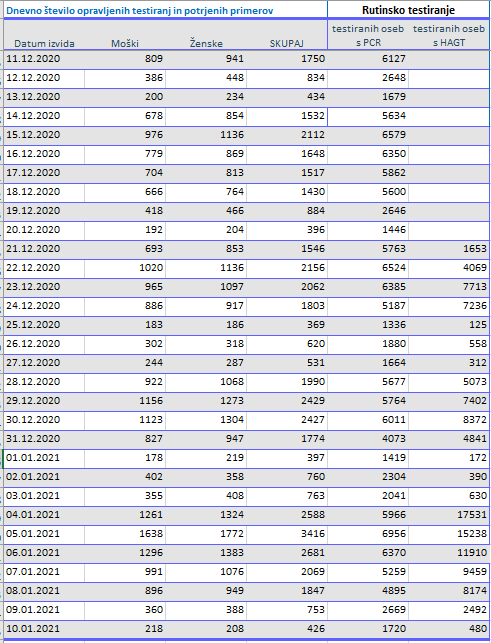 Dnevno število opravljenih testiranj in potrjenih primerov Rutinsko testiranje
testiranih oseb testiranih oseb
Datum izvida Moški Ženske SKUPAJ s PCR s HAGT
11.12.2020 809 941 1750 6127
12.12.2020 386 448 834 2648
13.12.2020 200 234 434 1679
14.12.2020 678 854 1532 5634
15.12.2020 976 1136 2112 6579
16.12.2020 779 869 1648 6350
17.12.2020 704 813 1517 5862
18.12.2020 666 764 1430 5600
19.12.2020 418 466 884 2646
20.12.2020 192 204 396 1446
21.12.2020 693 853 1546 5763 1653
22.12.2020 1020 1136 2156 6524 4069
23.12.2020 965 1097 2062 6385 7713
24.12.2020 886 917 1803 5187 7236
25.12.2020 183 186 369 1336 125
26.12.2020 302 318 620 1880 558
27.12.2020 244 287 531 1664 312
28.12.2020 922 1068 1990 5677 5073
29.12.2020 1156 1273 2429 5764 7402
30.12.2020 1123 1304 2427 6011 8372
31.12.2020 827 947 1774 4073 4841
01.01.2021 178 219 397 1419 172
02.01.2021 402 358 760 2304 390
03.01.2021 355 408 763 2041 630
04.01.2021 1261 1324 2588 5966 17531
05.01.2021 1638 1772 3416 6956 15238
06.01.2021 1296 1383 2681 6370 11910
07.01.2021 991 1076 2069 5259 9459
08.01.2021 896 949 1847 4895 8174
09.01.2021 360 388 753 2669 2492
10.01.2021 218 208 426 1720 480